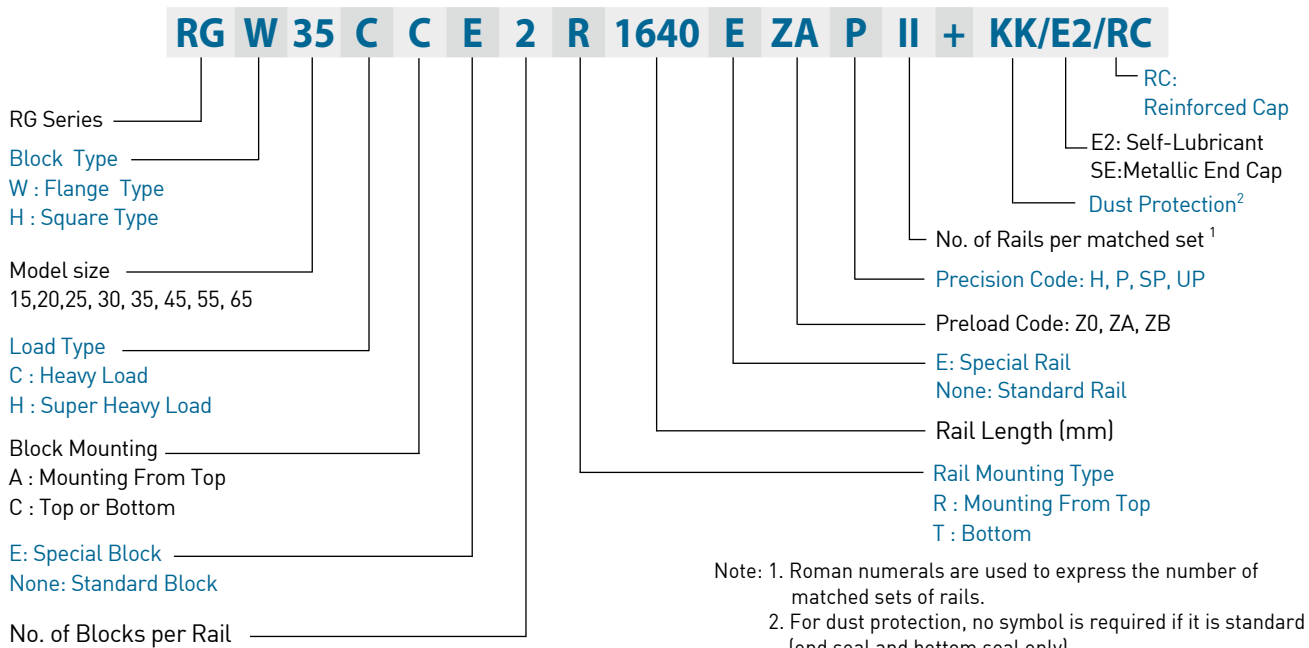 RG W 35 C C E 2 R 1640 E ZA P II + KK/E2/RC
RG Series
Block Type
W : Flange Type
H : Square Type
Model size
15,20,25, 30, 35, 45, 55, 65
Load Type
C : Heavy Load
H : Super Heavy Load
Block Mounting
A : Mounting From Top
C : Top or Bottom
E: Special Block
None: Standard Block
No. of Blocks per Rail
RC:
Reinforced Cap
E2: Self-Lubricant
SE:Metallic End Cap
Dust Protection2
No. of Rails per matched set 1
Precision Code: H, P, SP, UP
Preload Code: Z0, ZA, ZB
E: Special Rail
None: Standard Rail
Rail Length (mm)
Rail Mounting Type
R : Mounting From Top
T : Bottom
Note: 1. Roman numerals are used to express the number of
matched sets of rails.
2. For dust protection, no symbol is required if it is standard
(end seal and bottom seal only)